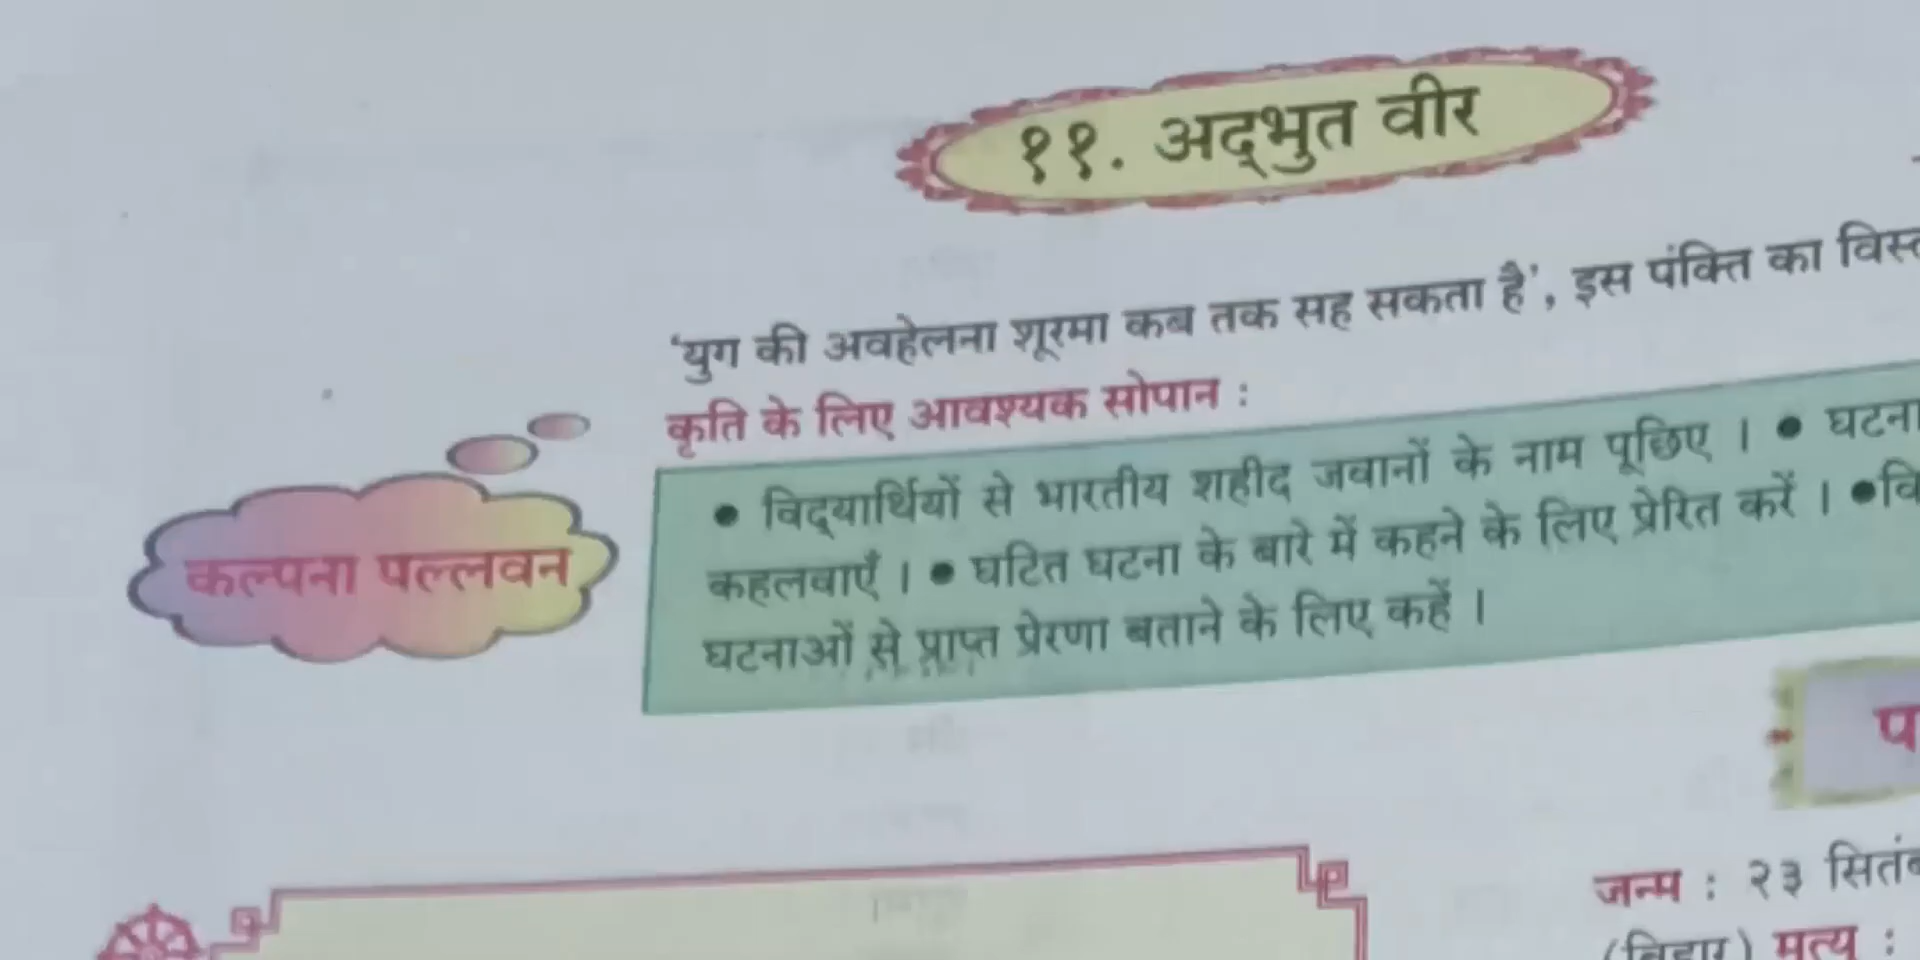 ११. अद्‌भुत वीर
‘युग की अवहेलना शूरमा कब तक सह सकता है’, इस पंक्ति का
कृति के लिए आवश्यक सोपान :
● विद्‌यार्थियों से भारतीय शहीद जवानों के नाम पूछिए । ● घटना
कहलवाएँ । ● घटित घटना के बारे में कहने के लिए प्रेरित करें । ●
घटनाओं से प्राप्त प्रेरणा बताने के लिए कहें ।
कल्पना पल्लवन
जन्म : २३
(बिहार) मृत्यु :